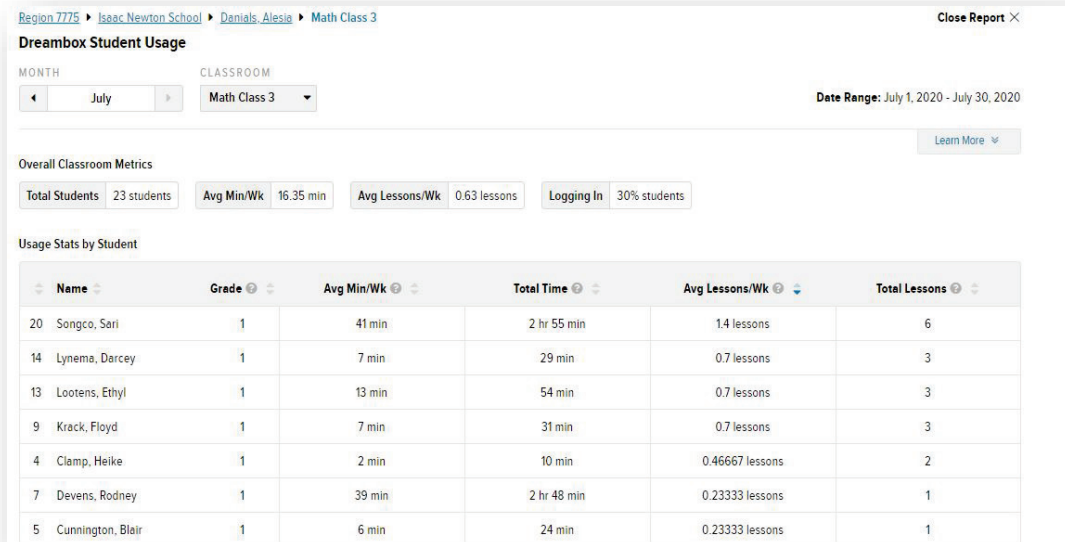 Region 7775 ▸ Isaac Newton School ▸ Danials, Alesia ▸ Math Class 3 Close Report ✕
Dreambox Student Usage
MONTH CLASSROOM
July Math Class 3 Date Range: July 1, 2020 - July 30, 2020
Learn More
Overall Classroom Metrics
Total Students 23 students Avg Min/Wk 16.35 min Avg Lessons/Wk 0.63 lessons Logging In 30% students
Usage Stats by Student
Name Grade ? Avg Min/Wk ? Total Time ? Avg Lessons/Wk ? Total Lessons ?
20 Songco, Sari 1 41 min 2 hr 55 min 1.4 lessons 6
14 Lynema, Darcey 1 7 min 29 min 0.7 lessons 3
13 Lootens, Ethyl 1 13 min 54 min 0.7 lessons 3
9 Krack, Floyd 1 7 min 31 min 0.7 lessons 3
4 Clamp, Heike 1 2 min 10 min 0.46667 lessons 2
7 Devens, Rodney 1 39 min 2 hr 48 min 0.23333 lessons 1
5 Cunnington, Blair 1 6 min 24 min 0.23333 lessons 1